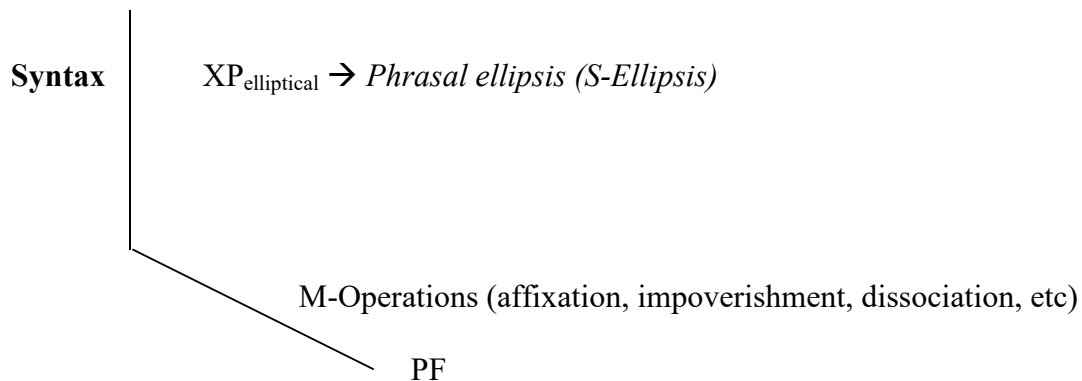 Syntax XPelliptical → Phrasal ellipsis (S-Ellipsis)
M-Operations (affixation, impoverishment, dissociation, etc)
PF